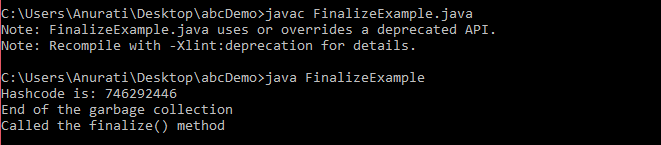 C:\Users\Anurati\Desktop\abcDemo>javac FinalizeExample.java
Note: FinalizeExample.java uses or overrides a deprecated API.
Note: Recompile with -Xlint:deprecation for details.
C:\Users\Anurati\Desktop\abcDemo>java FinalizeExample
Hashcode is: 746292446
End of the garbage collection
Called the finalize() method